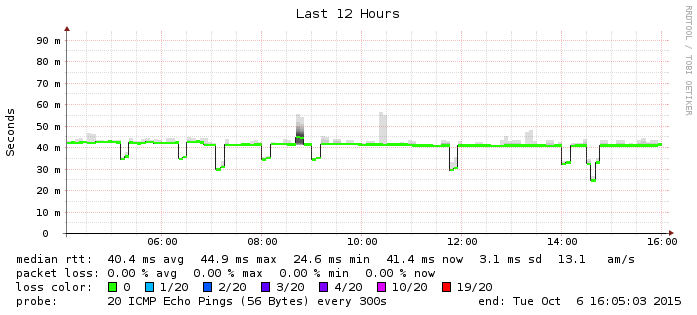 Last 12 Hours
RRDTOOL / TOBI OETIKER
Seconds
90 m
80 m
70 m
60 m
50 m
40 m
30 m
20 m
10 m
0
06:00 08:00 10:00 12:00 14:00 16:00
median rtt: 40.4 ms avg 44.9 ms max 24.6 ms min 41.4 ms now 3.1 ms sd 13.1 am/s
packet loss: 0.00 % avg 0.00 % max 0.00 % min 0.00 % now
loss color: 0 1/20 2/20 3/20 4/20 10/20 19/20
probe: 20 ICMP Echo Pings (56 Bytes) every 300s end: Tue Oct 6 16:05:03 2015